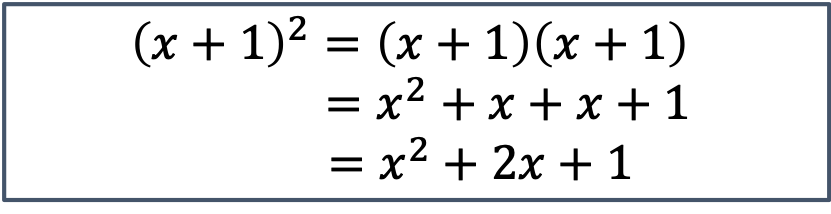 (x + 1)² = (x + 1)(x + 1)
= x² + x + x + 1
= x² + 2x + 1